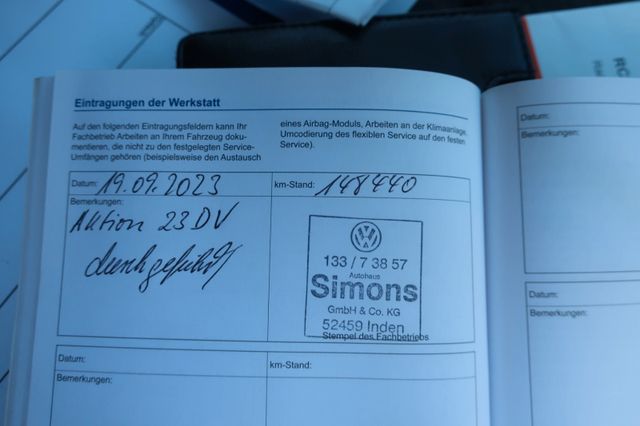 Eintragungen der Werkstatt
Auf den folgenden Eintragungsfeldern kann Ihr
Fachbetrieb Arbeiten an Ihrem Fahrzeug doku-
mentieren, die nicht zu den festgelegten Service-
Umfängen gehören (beispielsweise den Austausch
eines Airbag-Moduls, Arbeiten an der Klimaanlage,
Umcodierung des flexiblen Service auf den festen
Service).
Datum: 19.09.2023
km-Stand: 148440
Bemerkungen:
Aktion 23DV
durchgeführt
133 / 7 38 57
Autohaus
Simons
GmbH & Co. KG
52459 Inden
Stempel des Fachbetriebs
Datum:
km-Stand:
Bemerkungen:
Datum:
Bemerkungen:
Datum:
Bemerkungen: